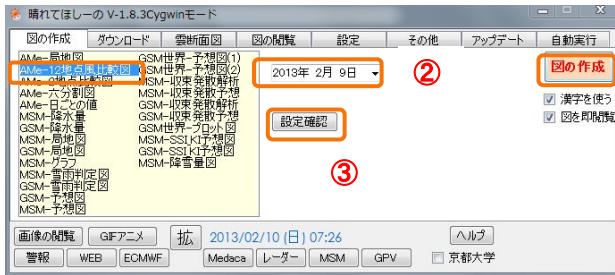 晴れてほしーの V-1.8.3Cygwinモード
図の作成 ダウンロード 雲断面図 図の閲覧 設定 その他 アップデート 自動実行
AMe-局地図 GSM世界-予想図(1)
AMe-12地点風比較図 GSM世界-予想図(2)
GSM-収束発散解析
AMe-六分割図 MSM-収束発散予想
AMe-日ごとの値 GSM-収束発散解析
MSM-降水量 GSM-収束発散予想
GSM-降水量 GSM世界-プロット図
MSM-局地図 MSM-SSI,KI予想図
GSM-局地図 GSM-SSI,KI予想図
MSM-グラフ MSM-降雪量図
MSM-雪雨判定図
GSM-雪雨判定図
GSM-予想図
MSM-予想図
2013年 2月 9日
②
図の作成
漢字を使う
図を即閲覧
設定確認
③
画像の閲覧 GIFアニメ 拡 2013/02/10 (日) 07:26 ヘルプ
警報 WEB ECMWF Medaca レーダー MSM GPV 京都大学